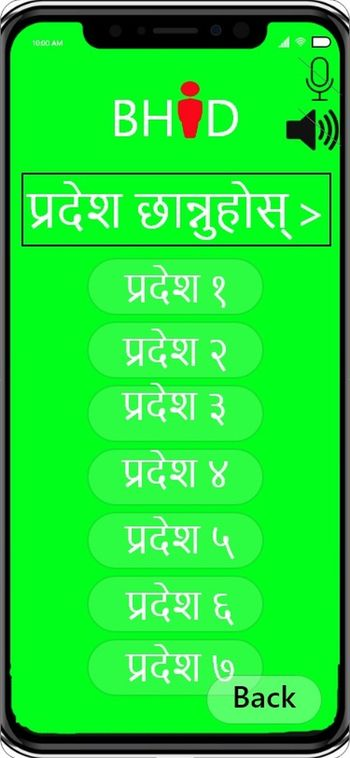 10:00 AM
BHID
प्रदेश छान्नुहोस् >
प्रदेश १
प्रदेश २
प्रदेश ३
प्रदेश ४
प्रदेश ५
प्रदेश ६
प्रदेश ७
Back